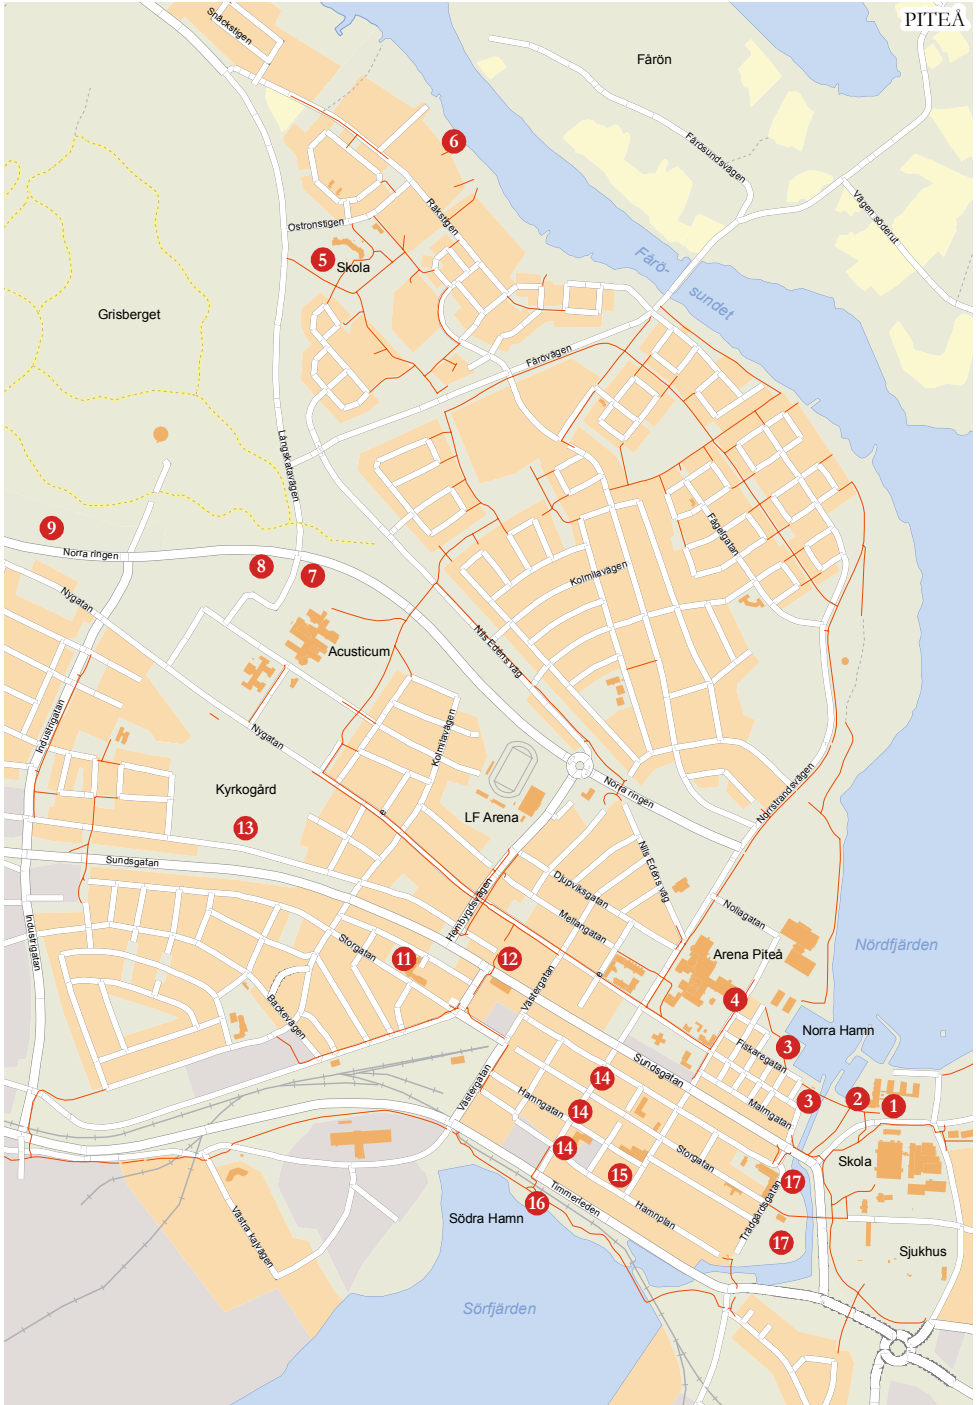 PITEÅ
Snäckstigen
Fårön
Fårösundsvägen
6
Vägen söderut
Räkstigen
Ostronstigen
5
Skola
Fårö-
sundet
Grisberget
Fårövägen
Långskatavägen
9
Norra ringen
8
7
Fågelgatan
Kolmilavägen
Nygatan
Acusticum
Nils Edéns väg
Industrigatan
Nygatan
Kolmilavägen
Kyrkogård
LF Arena
Norra ringen
Norrstrandsvägen
13
e
Sundsgatan
Djupviksgatan
Nils Edéns väg
Hembygdsvägen
Mellangatan
Nollagatan
Industrigatan
Storgatan
11
12
Västergatan
e
Arena Piteå
Nördfjärden
4
Backevägen
Norra Hamn
3
Fiskaregatan
Sundsgatan
14
Västergatan
Hamngatan
14
Malmgatan
3
2
1
14
Storgatan
Skola
15
17
16
Timmerleden
Hamnplan
Trädgårdsgatan
Södra Hamn
Västra kajvägen
17
Sjukhus
Sörfjärden